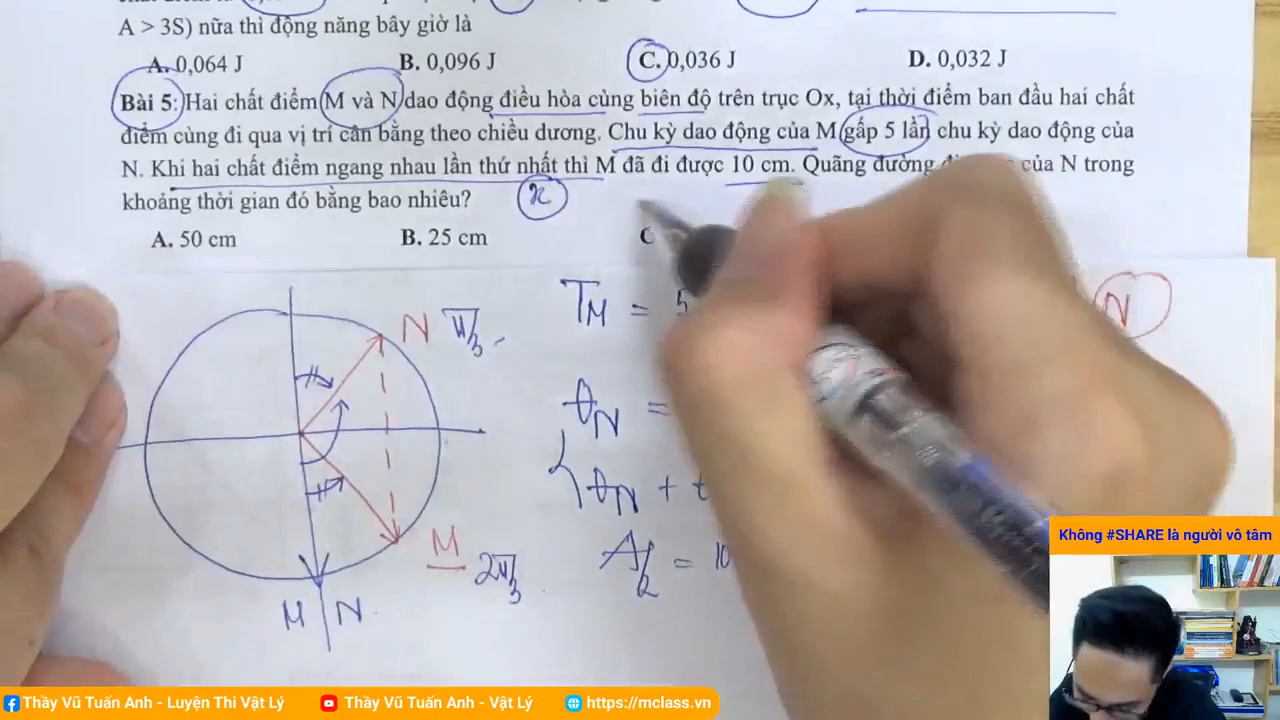 A > 3S) nữa thì động năng bây giờ là
A. 0,064 J B. 0,096 J C. 0,036 J D. 0,032 J
Bài 5: Hai chất điểm M và N dao động điều hòa cùng biên độ trên trục Ox, tại thời điểm ban đầu hai chất
điểm cùng đi qua vị trí cân bằng theo chiều dương. Chu kỳ dao động của M gấp 5 lần chu kỳ dao động của
N. Khi hai chất điểm ngang nhau lần thứ nhất thì M đã đi được 10 cm. Quãng đường của N trong
khoảng thời gian đó bằng bao nhiêu? x
A. 50 cm B. 25 cm C
N π/3
T_M = 5
N
θ_N =
θ_N +
M 2π/3
A/2 = 10
M N
Không #SHARE là người vô tâm
Thầy Vũ Tuấn Anh - Luyện Thi Vật Lý Thầy Vũ Tuấn Anh - Vật Lý https://mclass.vn